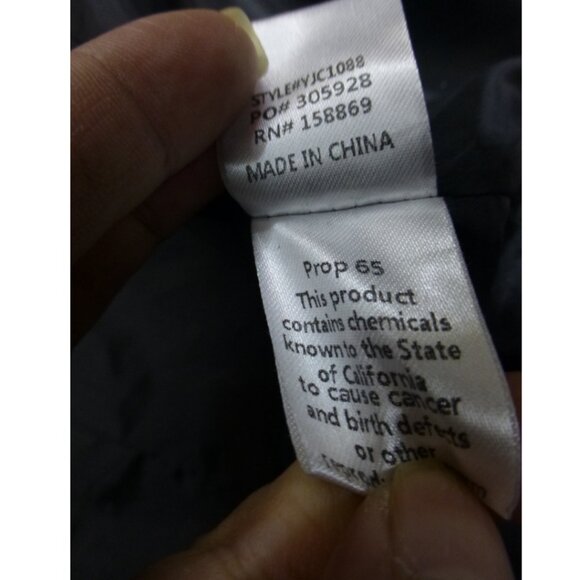 STYLE#YJC1088
PO# 305928
RN# 158869
MADE IN CHINA
Prop 65
This product
contains chemicals
known to the State
of California
to cause cancer
and birth defects
or other